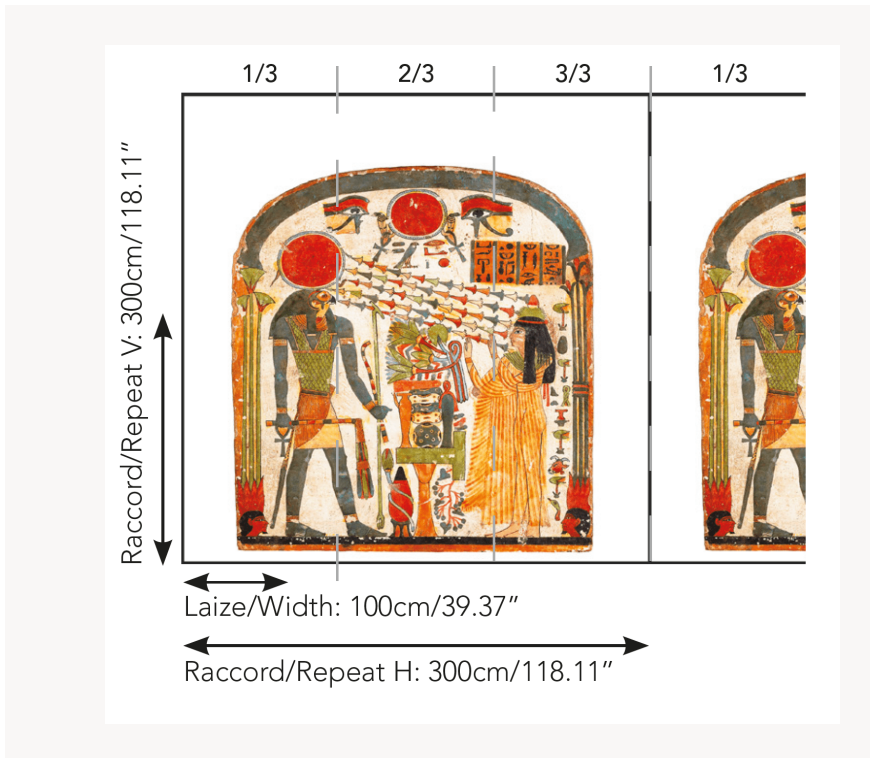 1/3 2/3 3/3 1/3
Raccord/Repeat V: 300cm/118.11”
Laize/Width: 100cm/39.37”
Raccord/Repeat H: 300cm/118.11”